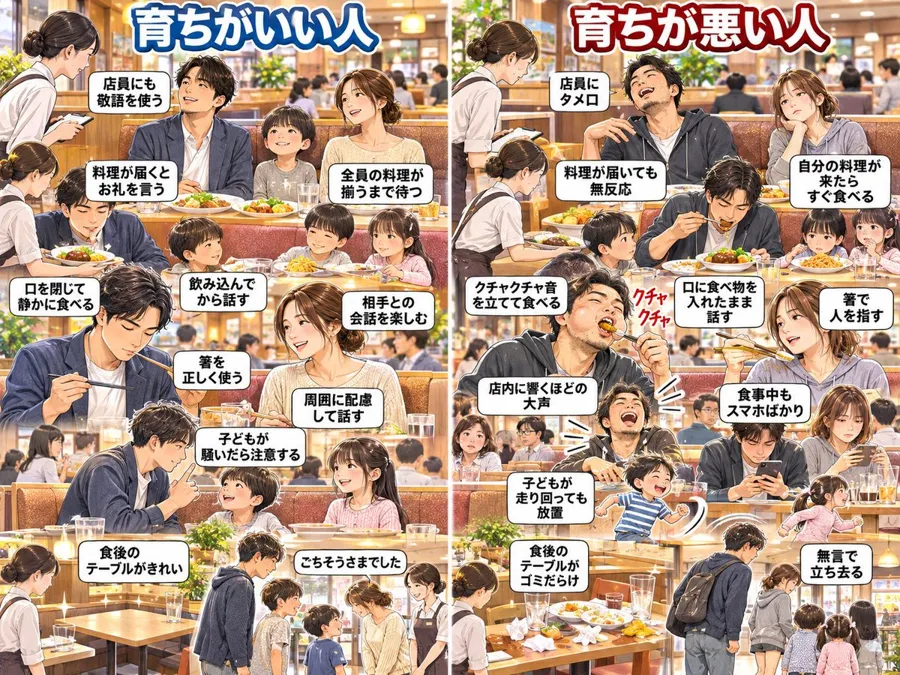 育ちがいい人
店員にも
敬語を使う
料理が届くと
お礼を言う
全員の料理が
揃うまで待つ
口を閉じて
静かに食べる
飲み込んで
から話す
相手との
会話を楽しむ
箸を
正しく使う
周囲に配慮
して話す
子どもが
騒いだら注意する
食後の
テーブルがきれい
ごちそうさまでした
育ちが悪い人
店員に
タメ口
料理が届いても
無反応
自分の料理が
来たら
すぐ食べる
クチャクチャ音
を立てて食べる
クチャ
クチャ
口に食べ物を
入れたまま
話す
箸で
人を指す
店内に響くほどの
大声
食事中も
スマホばかり
子どもが
走り回っても
放置
食後の
テーブルが
ゴミだらけ
無言で
立ち去る